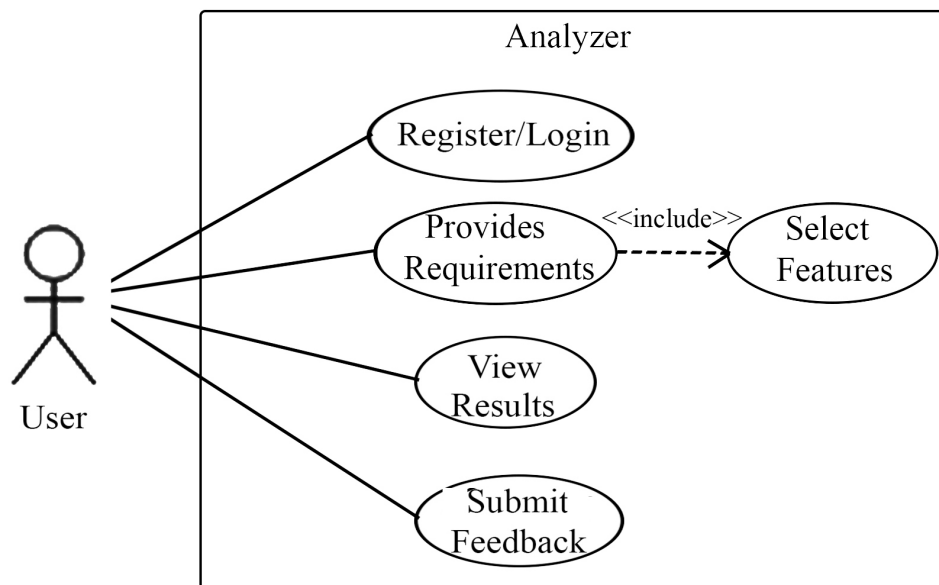 Analyzer
Register/Login
Provides
Requirements
<<include>>
Select
Features
View
Results
Submit
Feedback
User